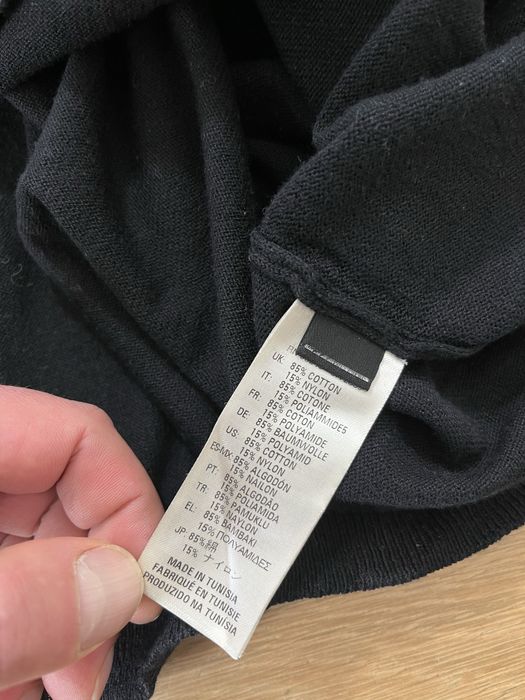 UK: 85% COTTON
15% NYLON
IT: 85% COTONE
15% POLIAMMIDE5
FR: 85% COTON
15% POLYAMIDE
DE: 85% BAUMWOLLE
15% POLYAMID
US: 85% COTTON
15% NYLON
ES-MX: 85% ALGODÓN
15% NAILON
PT: 85% ALGODÃO
15% POLIAMIDA
TR: 85% PAMUKLU
15% NAYLON
EL: 85% BAMBAKI
15% ΠΟΛΥΑΜΙΔΕΣ
JP: 85% 綿
15% ナイロン
MADE IN TUNISIA
FABRIQUÉ EN TUNISIE
PRODUZIDO NA TUNISIA